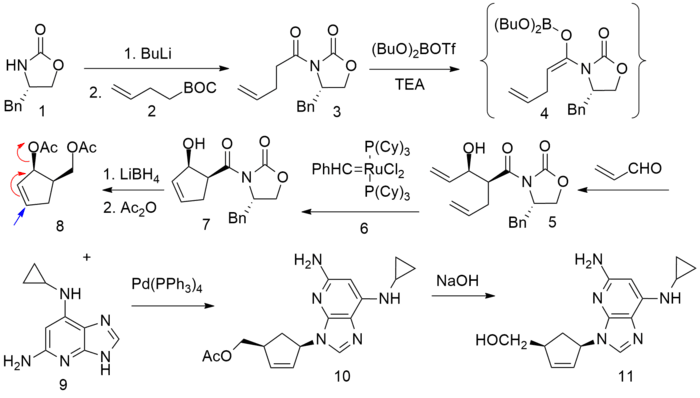 O
HN
O
Bn
1
1. BuLi
2.
BOC
2
O
O
N
O
Bn
3
(BuO)₂BOTf
TEA
(BuO)₂B
O
O
N
O
Bn
4
OAc
OAc
8
1. LiBH₄
2. Ac₂O
OH
O
O
N
O
Bn
7
P(Cy)₃
PhHC=RuCl₂
P(Cy)₃
6
OH
O
O
N
O
Bn
5
CHO
+
NH
N
H₂N
N
N
H
9
Pd(PPh₃)₄
H₂N
N
NH
AcO
N
N
10
NaOH
H₂N
N
NH
HOH₂C
N
N
11